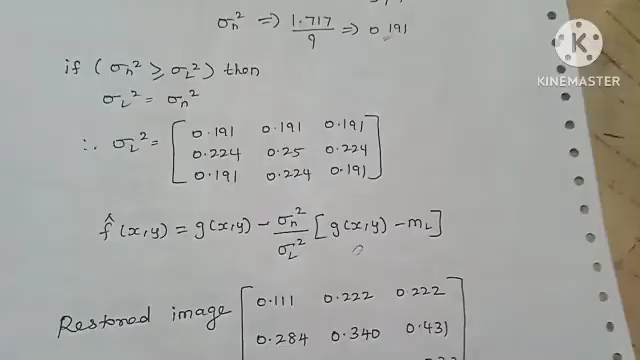 σn² => 1.717/9 => 0.191
KINEMASTER
if (σn² ≥ σL²) then
σL² = σn²
∴ σL² = [0.191 0.191 0.191
0.224 0.25 0.224
0.191 0.224 0.191]
f̂(x,y) = g(x,y) - σn²/σL² [g(x,y) - mL]
Restored image [0.111 0.222 0.222
0.284 0.340 0.431